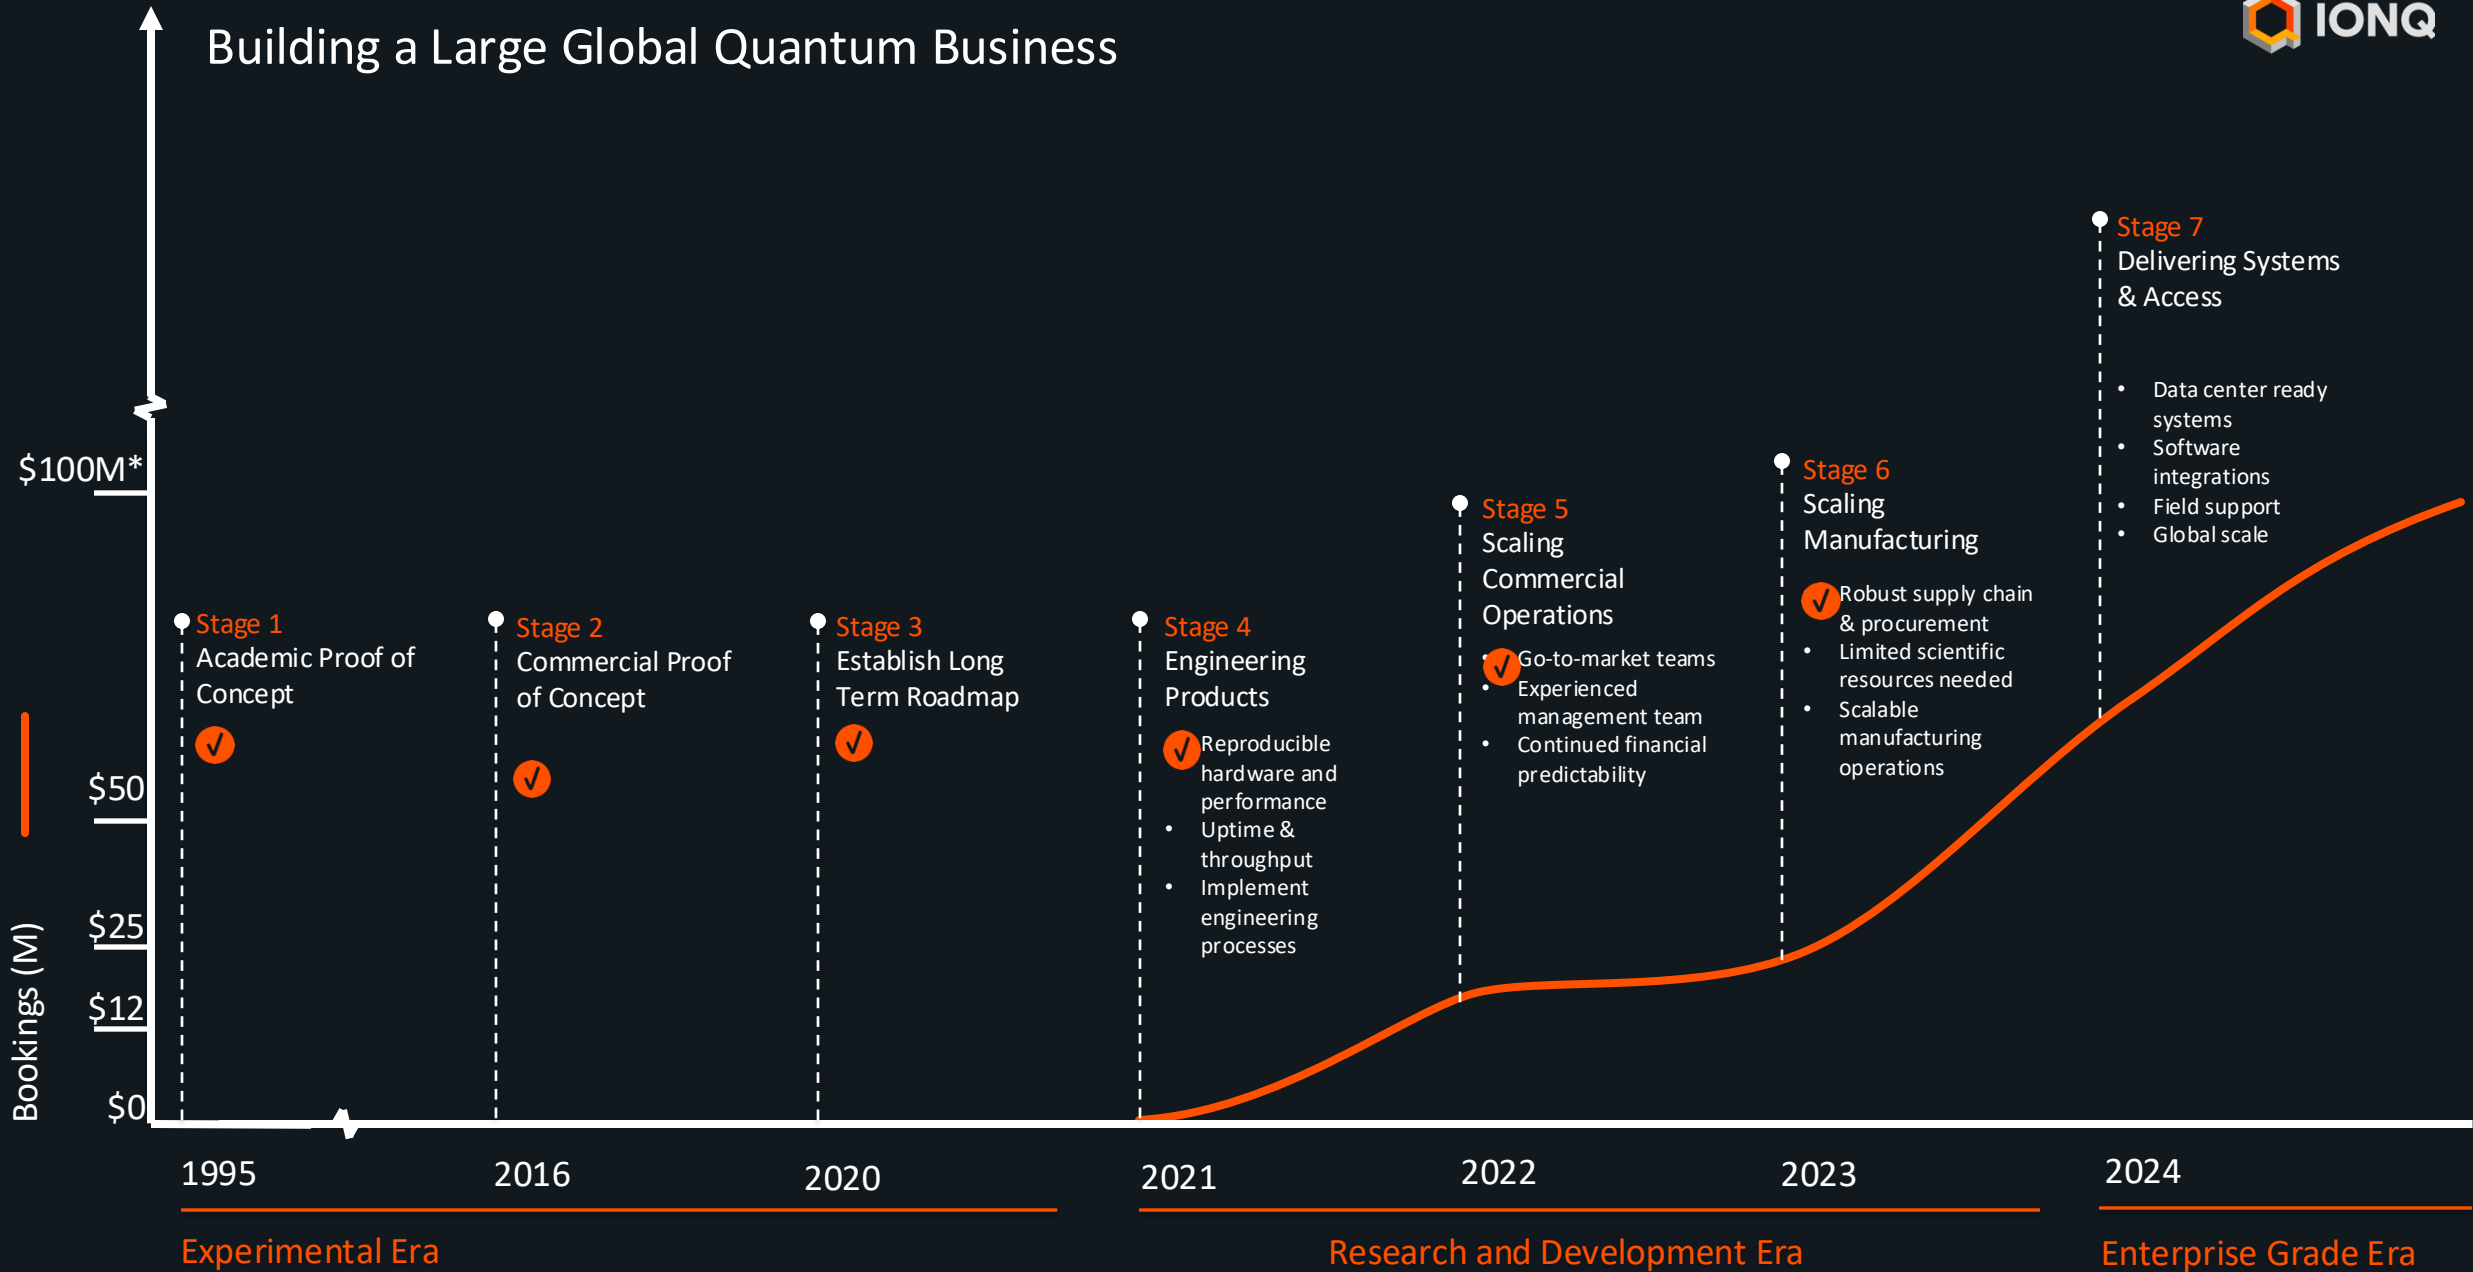 Building a Large Global Quantum Business
IONQ
$100M*
$50
$25
$12
$0
Bookings (M)
Stage 1
Academic Proof of
Concept
Stage 2
Commercial Proof
of Concept
Stage 3
Establish Long
Term Roadmap
Stage 4
Engineering
Products
Reproducible
hardware and
performance
• Uptime &
throughput
• Implement
engineering
processes
Stage 5
Scaling
Commercial
Operations
• Go-to-market teams
• Experienced
management team
• Continued financial
predictability
Stage 6
Scaling
Manufacturing
Robust supply chain
& procurement
• Limited scientific
resources needed
• Scalable
manufacturing
operations
Stage 7
Delivering Systems
& Access
• Data center ready
systems
• Software
integrations
• Field support
• Global scale
1995
2016
2020
2021
2022
2023
2024
Experimental Era
Research and Development Era
Enterprise Grade Era